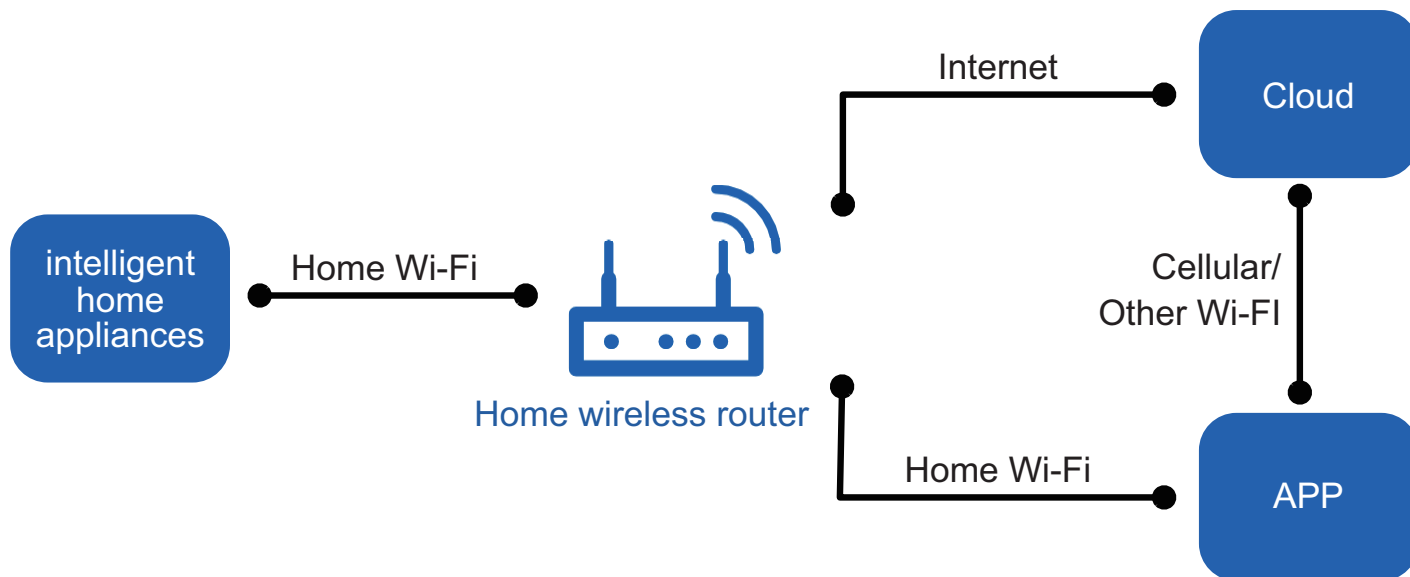 Internet
Cloud
intelligent
home
appliances
Home Wi-Fi
Cellular/
Other Wi-FI
Home wireless router
Home Wi-Fi
APP